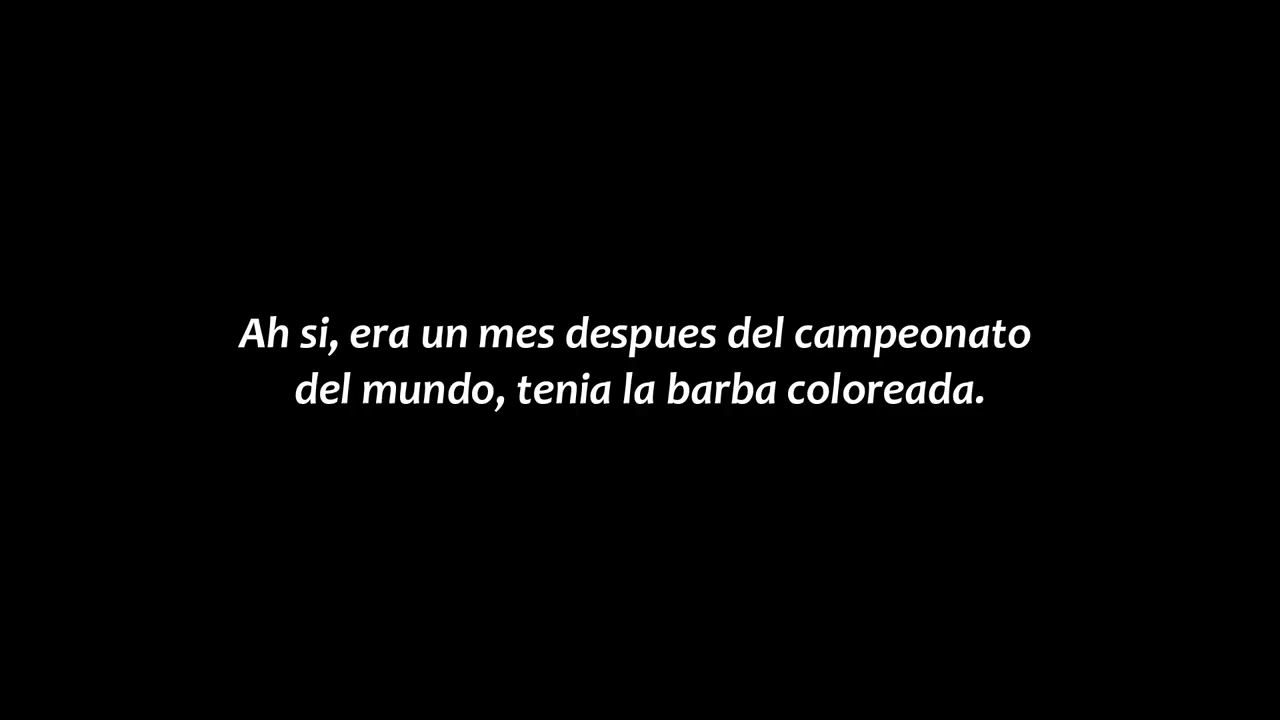 Ah si, era un mes despues del campeonato
del mundo, tenia la barba coloreada.